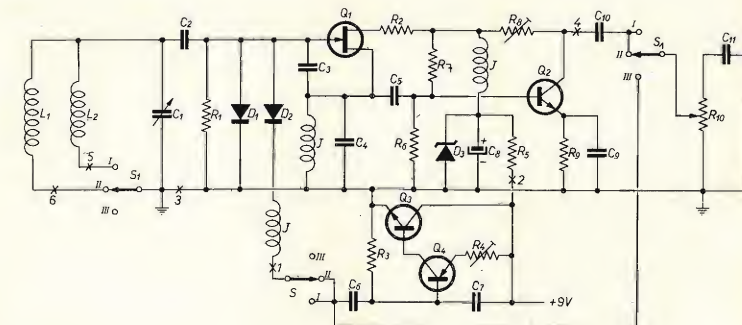 Q1
C2
R2
R8
4
C10
I
II
S1
III
C11
L1
L2
C1
R1
D1
D2
C3
J
C4
C5
R7
J
Q2
R6
D3
+
C8
−
R5
R9
C9
R10
5
I
II
S1
III
6
3
2
J
1
III
II
S
I
R3
Q3
Q4
R4
C6
C7
+9V